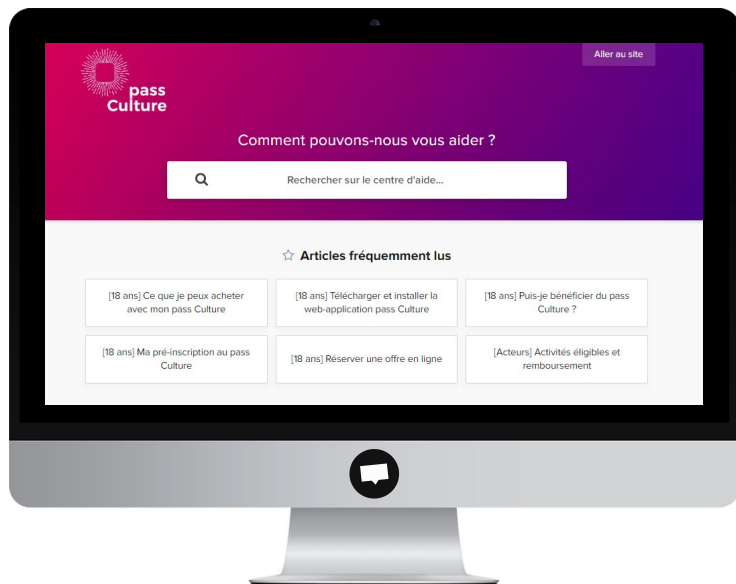 Aller au site
pass
Culture
Comment pouvons-nous vous aider ?
Rechercher sur le centre d'aide...
Articles fréquemment lus
[18 ans] Ce que je peux acheter
avec mon pass Culture
[18 ans] Télécharger et installer la
web-application pass Culture
[18 ans] Puis-je bénéficier du pass
Culture ?
[18 ans] Ma pré-inscription au pass
Culture
[18 ans] Réserver une offre en ligne
[Acteurs] Activités éligibles et
remboursement